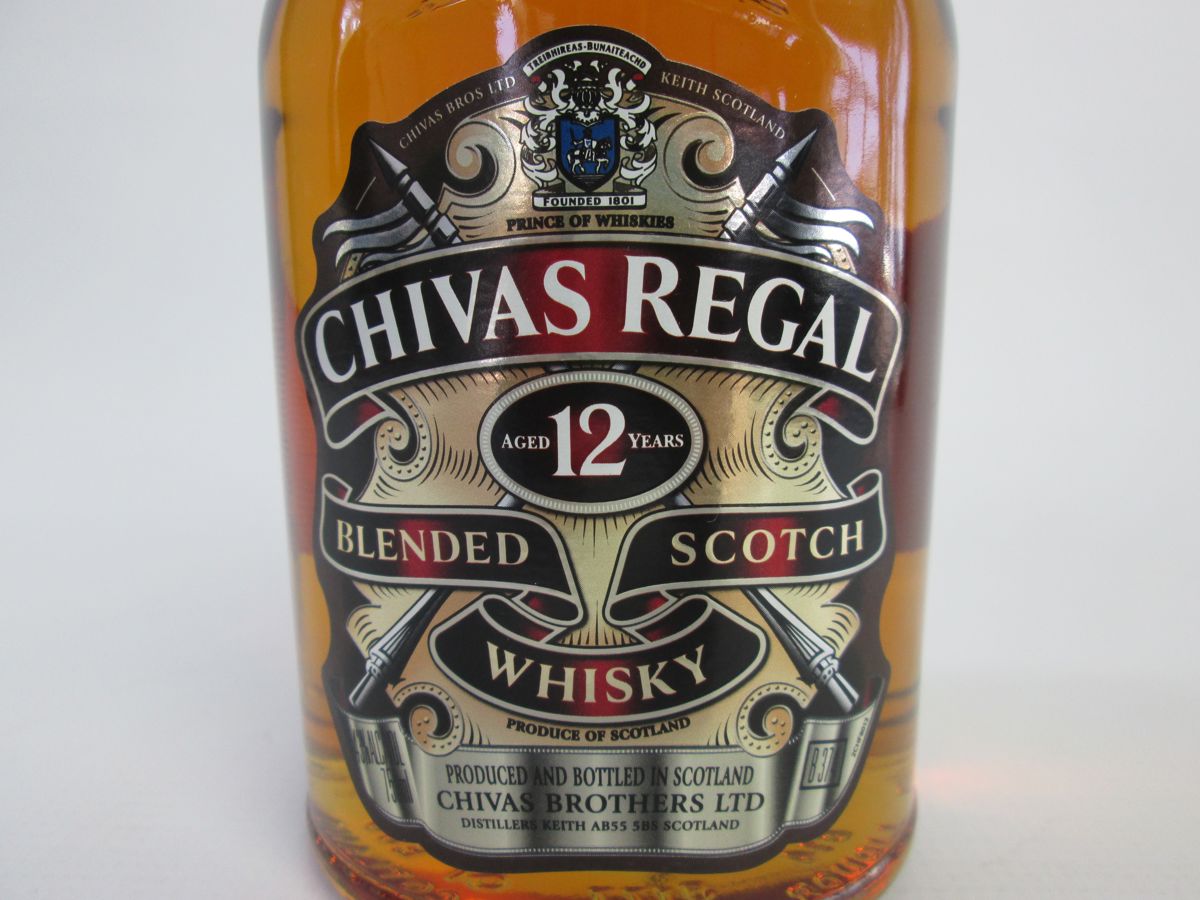 TREIBHIREAS-BUNAITEACHD
CHIVAS BROS LTD
KEITH SCOTLAND
FOUNDED 1801
PRINCE OF WHISKIES
CHIVAS REGAL
AGED 12 YEARS
BLENDED SCOTCH
WHISKY
PRODUCE OF SCOTLAND
PRODUCED AND BOTTLED IN SCOTLAND
CHIVAS BROTHERS LTD
DISTILLERS KEITH AB55 5BS SCOTLAND